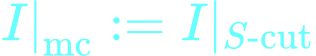 I|mc := I|S-cut